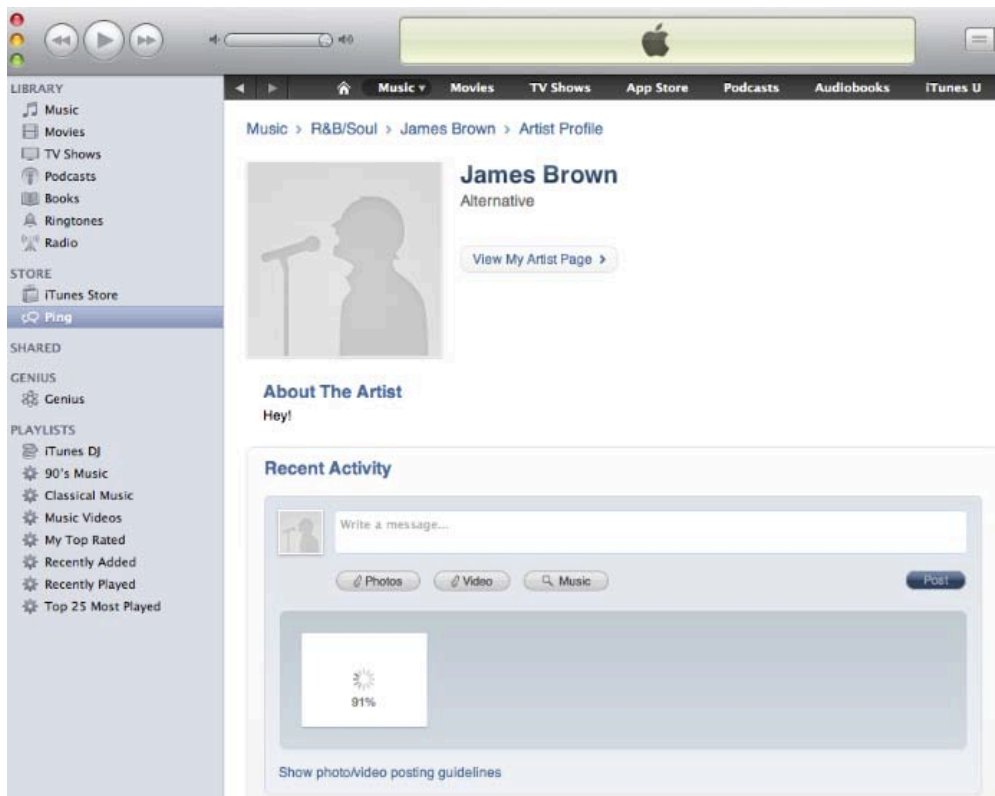 LIBRARY
Music
Movies
TV Shows
Podcasts
Books
Ringtones
Radio
STORE
iTunes Store
Ping
SHARED
GENIUS
Genius
PLAYLISTS
iTunes DJ
90's Music
Classical Music
Music Videos
My Top Rated
Recently Added
Recently Played
Top 25 Most Played
Music Movies TV Shows App Store Podcasts Audiobooks iTunes U
Music > R&B/Soul > James Brown > Artist Profile
James Brown
Alternative
View My Artist Page >
About The Artist
Hey!
Recent Activity
Write a message...
Photos Video Music Post
91%
Show photo/video posting guidelines